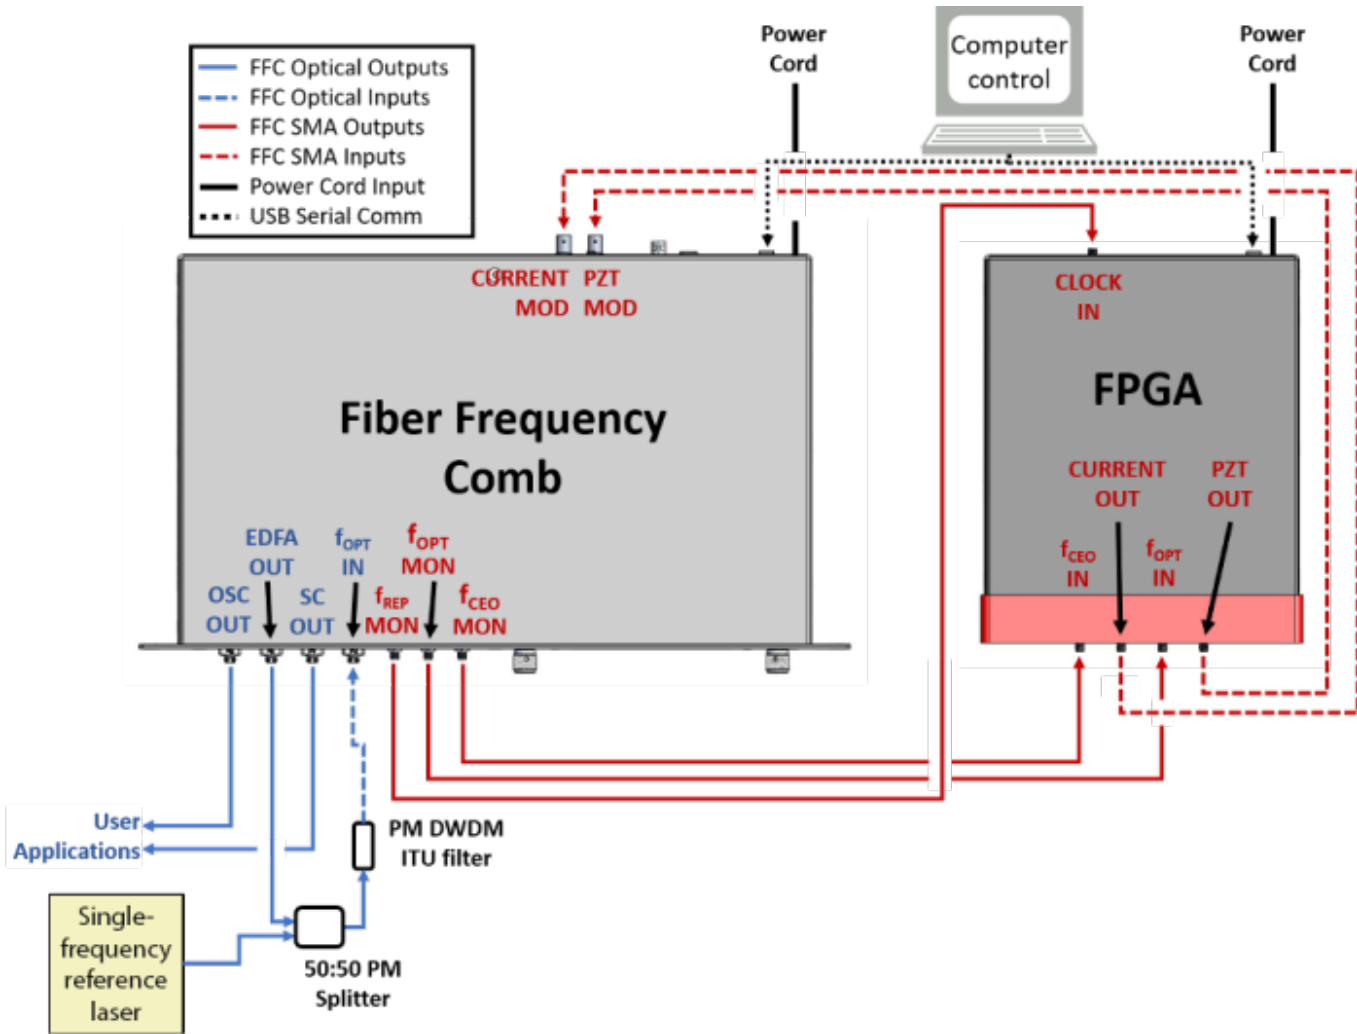 FFC Optical Outputs
FFC Optical Inputs
FFC SMA Outputs
FFC SMA Inputs
Power Cord Input
USB Serial Comm
Power
Cord
Computer
control
Power
Cord
CURRENT
MOD
PZT
MOD
CLOCK
IN
Fiber Frequency
Comb
FPGA
CURRENT
OUT
PZT
OUT
EDFA
OUT
fOPT
IN
fOPT
MON
OSC
OUT
SC
OUT
fREP
MON
fCEO
MON
fCEO
IN
fOPT
IN
User
Applications
PM DWDM
ITU filter
Single-
frequency
reference
laser
50:50 PM
Splitter